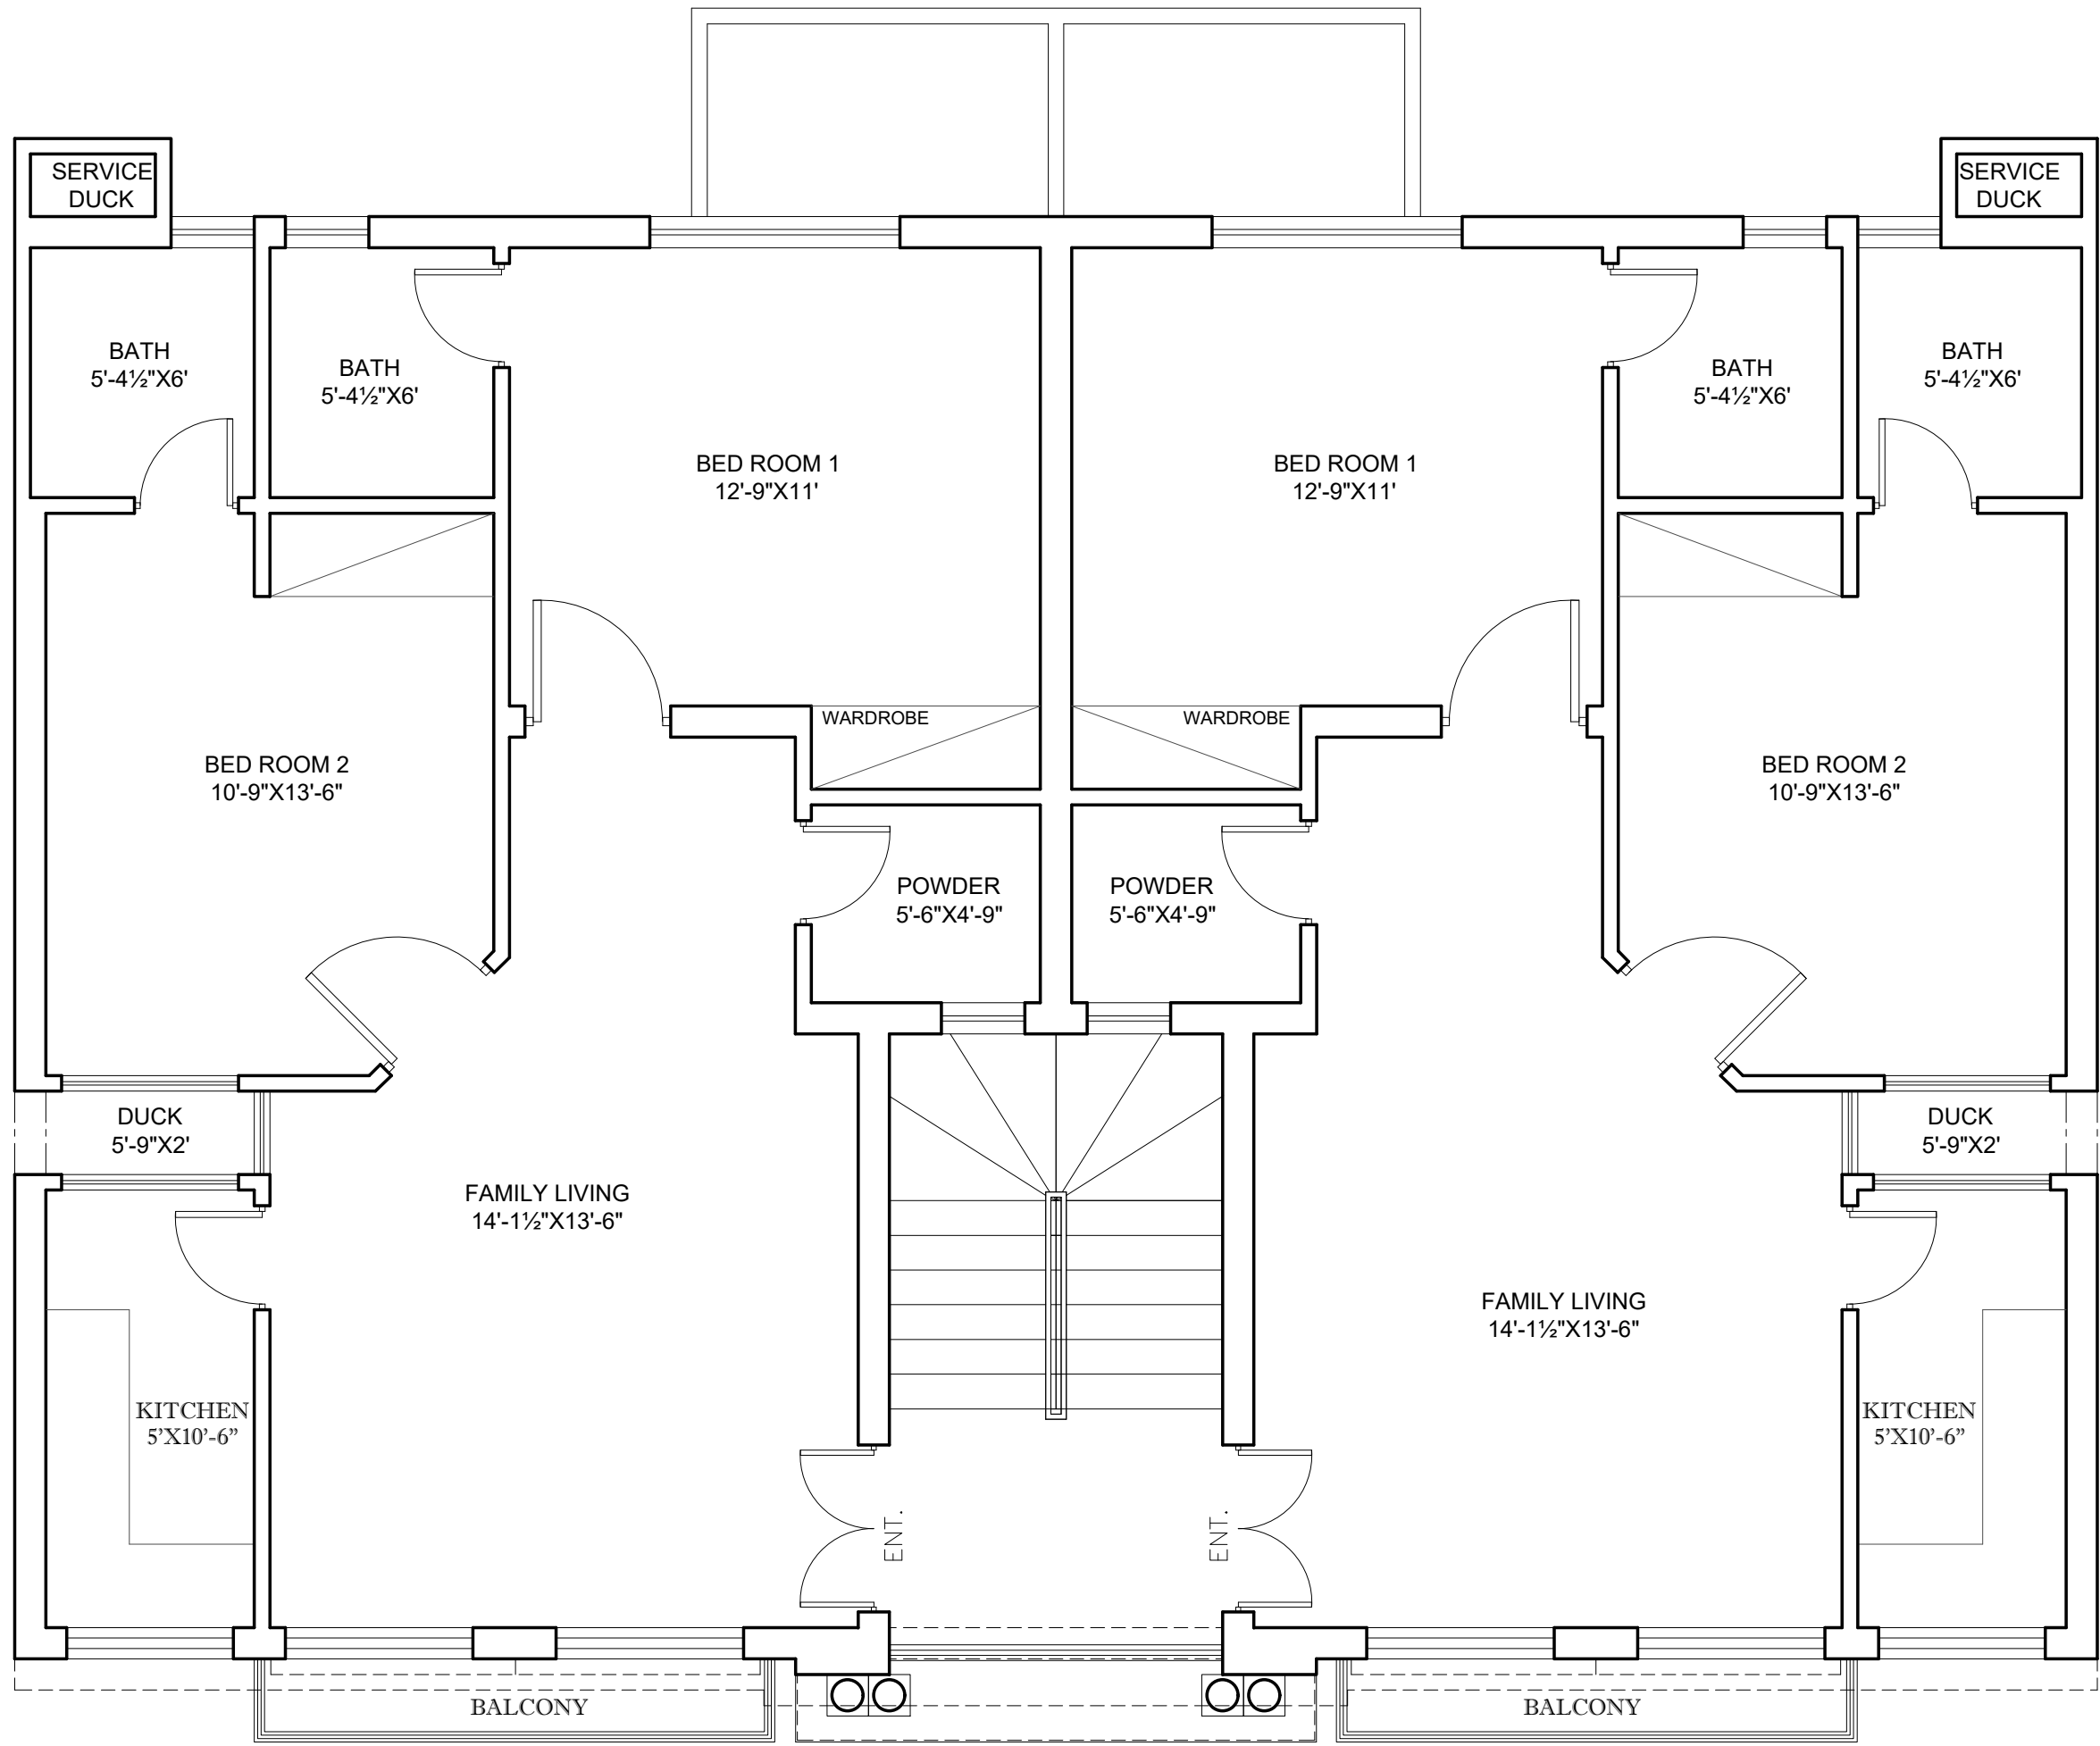 SERVICE
DUCK
SERVICE
DUCK
BATH
5'-4½"X6'
BATH
5'-4½"X6'
BATH
5'-4½"X6'
BATH
5'-4½"X6'
BED ROOM 1
12'-9"X11'
BED ROOM 1
12'-9"X11'
WARDROBE
WARDROBE
BED ROOM 2
10'-9"X13'-6"
BED ROOM 2
10'-9"X13'-6"
POWDER
5'-6"X4'-9"
POWDER
5'-6"X4'-9"
DUCK
5'-9"X2'
DUCK
5'-9"X2'
FAMILY LIVING
14'-1½"X13'-6"
FAMILY LIVING
14'-1½"X13'-6"
KITCHEN
5’X10’-6”
KITCHEN
5’X10’-6”
ENT.
ENT.
BALCONY
BALCONY